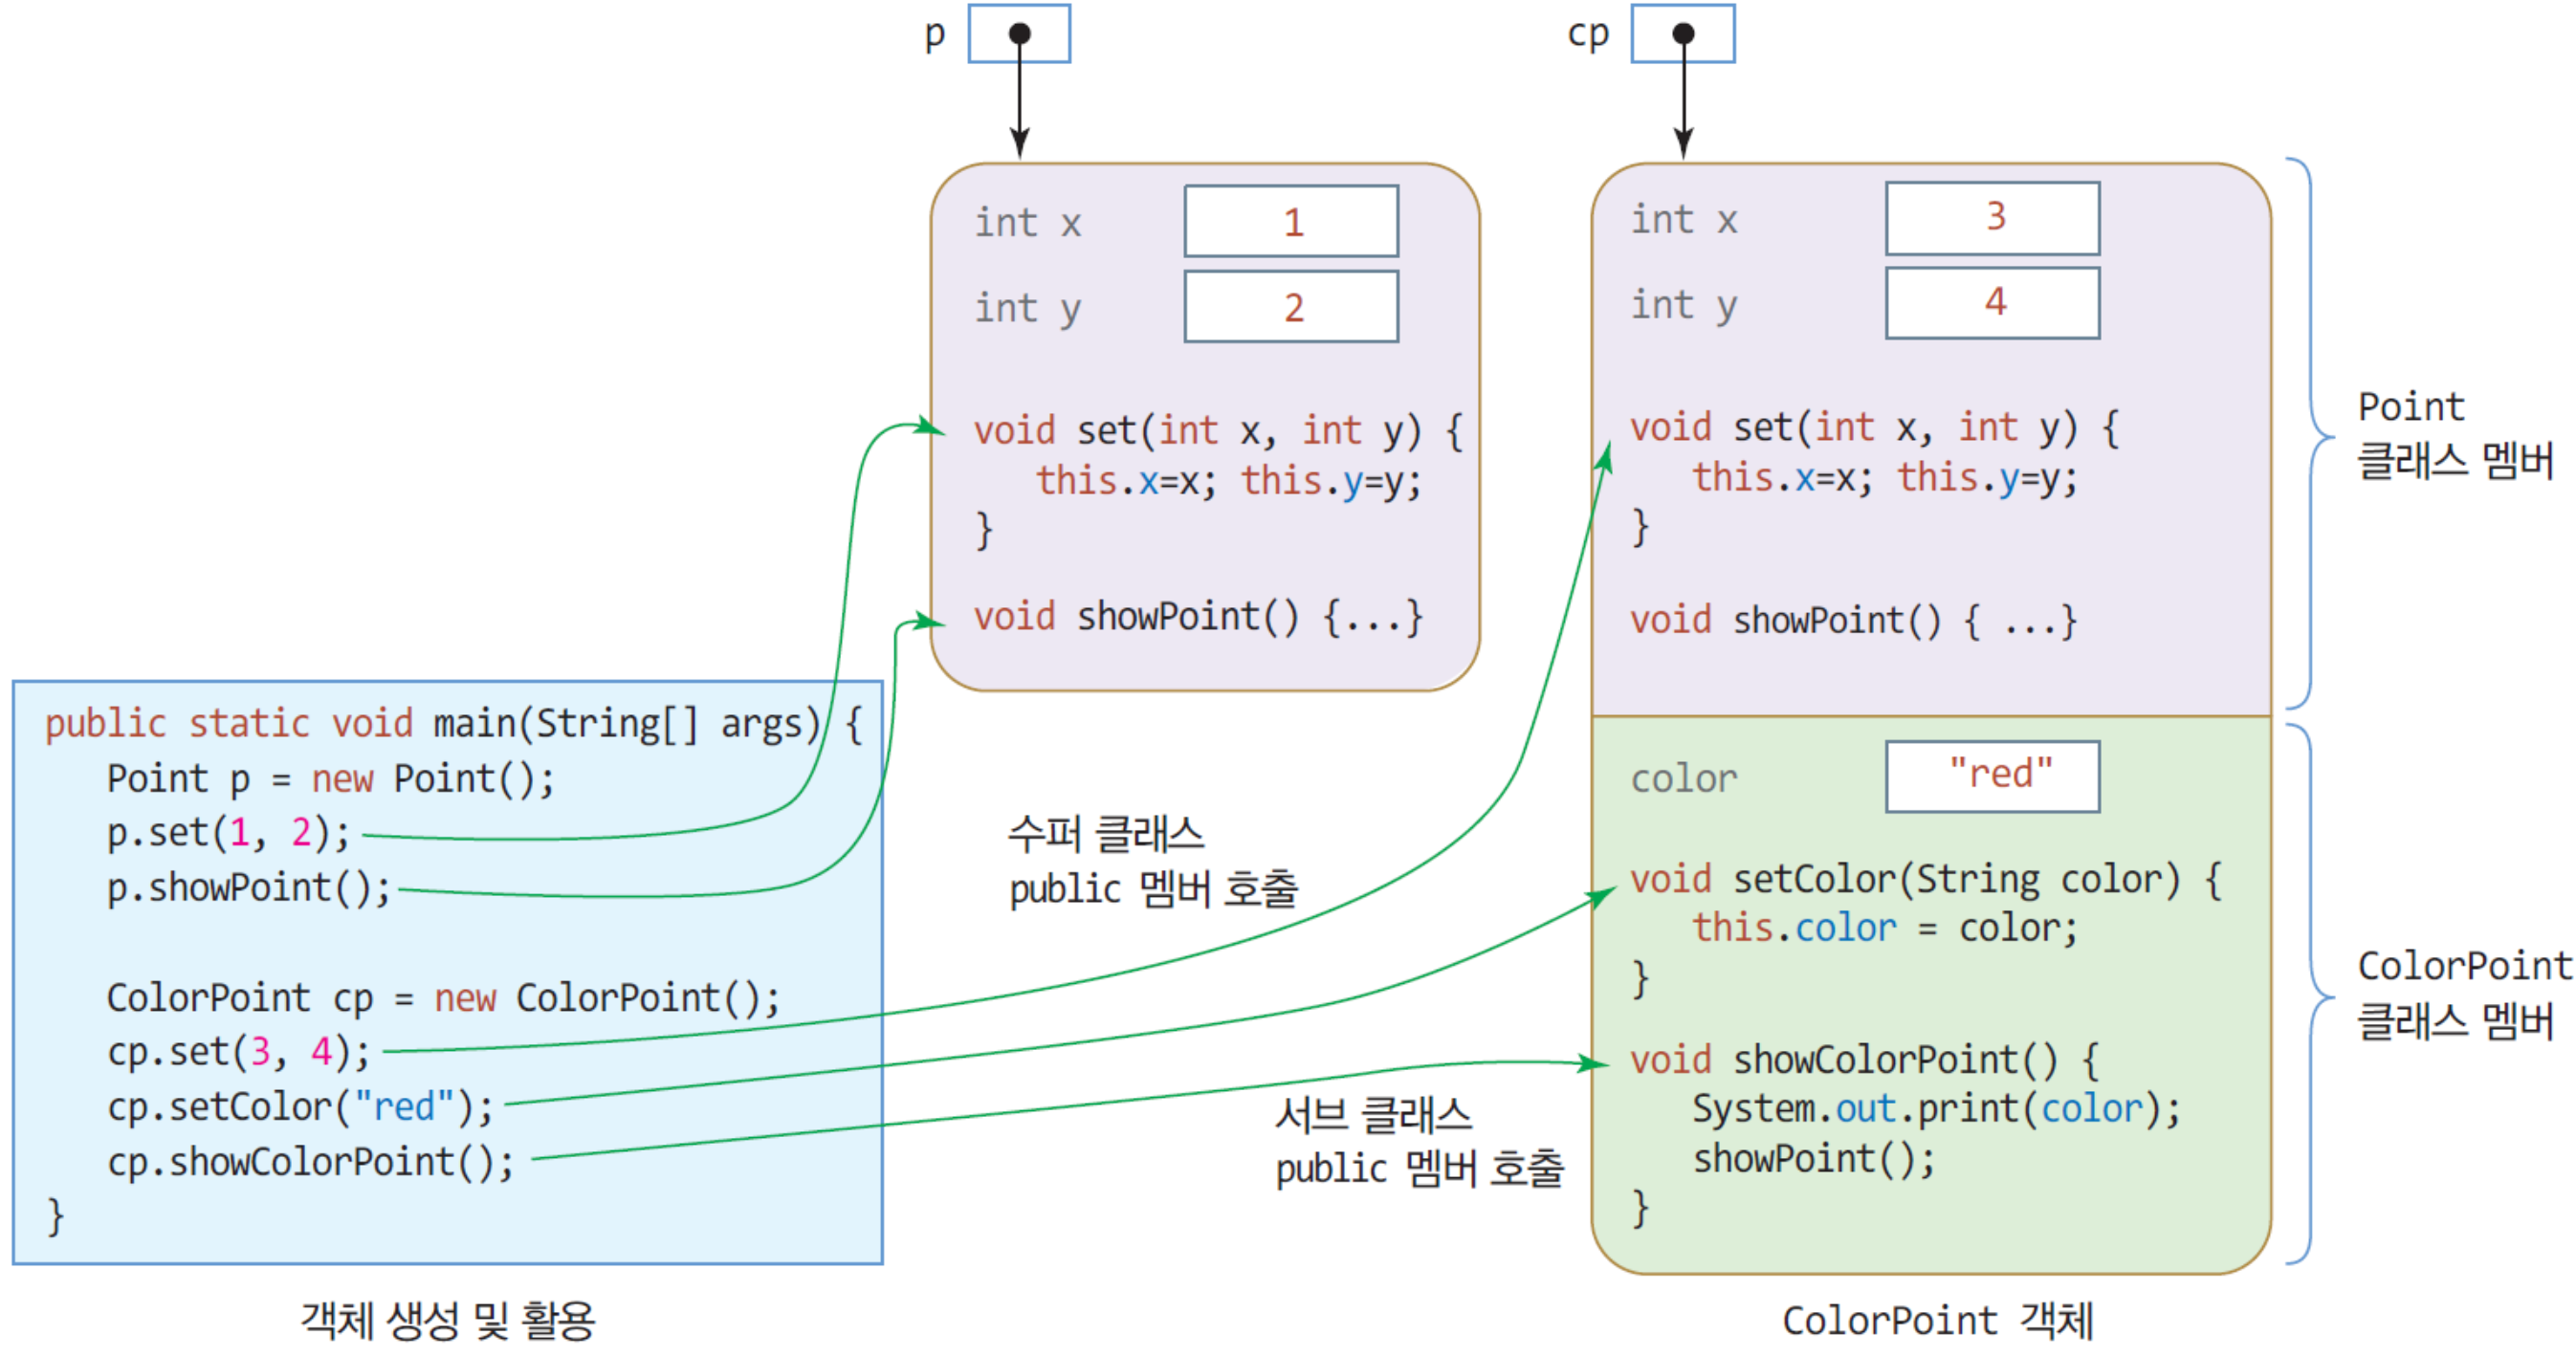 p
cp
int x 1
int y 2
void set(int x, int y) {
this.x=x; this.y=y;
}
void showPoint() {...}
int x 3
int y 4
void set(int x, int y) {
this.x=x; this.y=y;
}
void showPoint() { ...}
Point
클래스 멤버
public static void main(String[] args) {
Point p = new Point();
p.set(1, 2);
p.showPoint();
ColorPoint cp = new ColorPoint();
cp.set(3, 4);
cp.setColor("red");
cp.showColorPoint();
}
수퍼 클래스
public 멤버 호출
서브 클래스
public 멤버 호출
color "red"
void setColor(String color) {
this.color = color;
}
void showColorPoint() {
System.out.print(color);
showPoint();
}
ColorPoint
클래스 멤버
객체 생성 및 활용
ColorPoint 객체